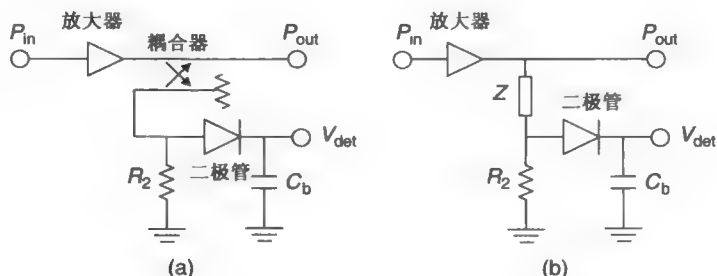 放大器
P_in
P_out
耦合器
V_det
R_2
二极管
C_b
(a)
放大器
P_in
P_out
Z
二极管
V_det
R_2
C_b
(b)